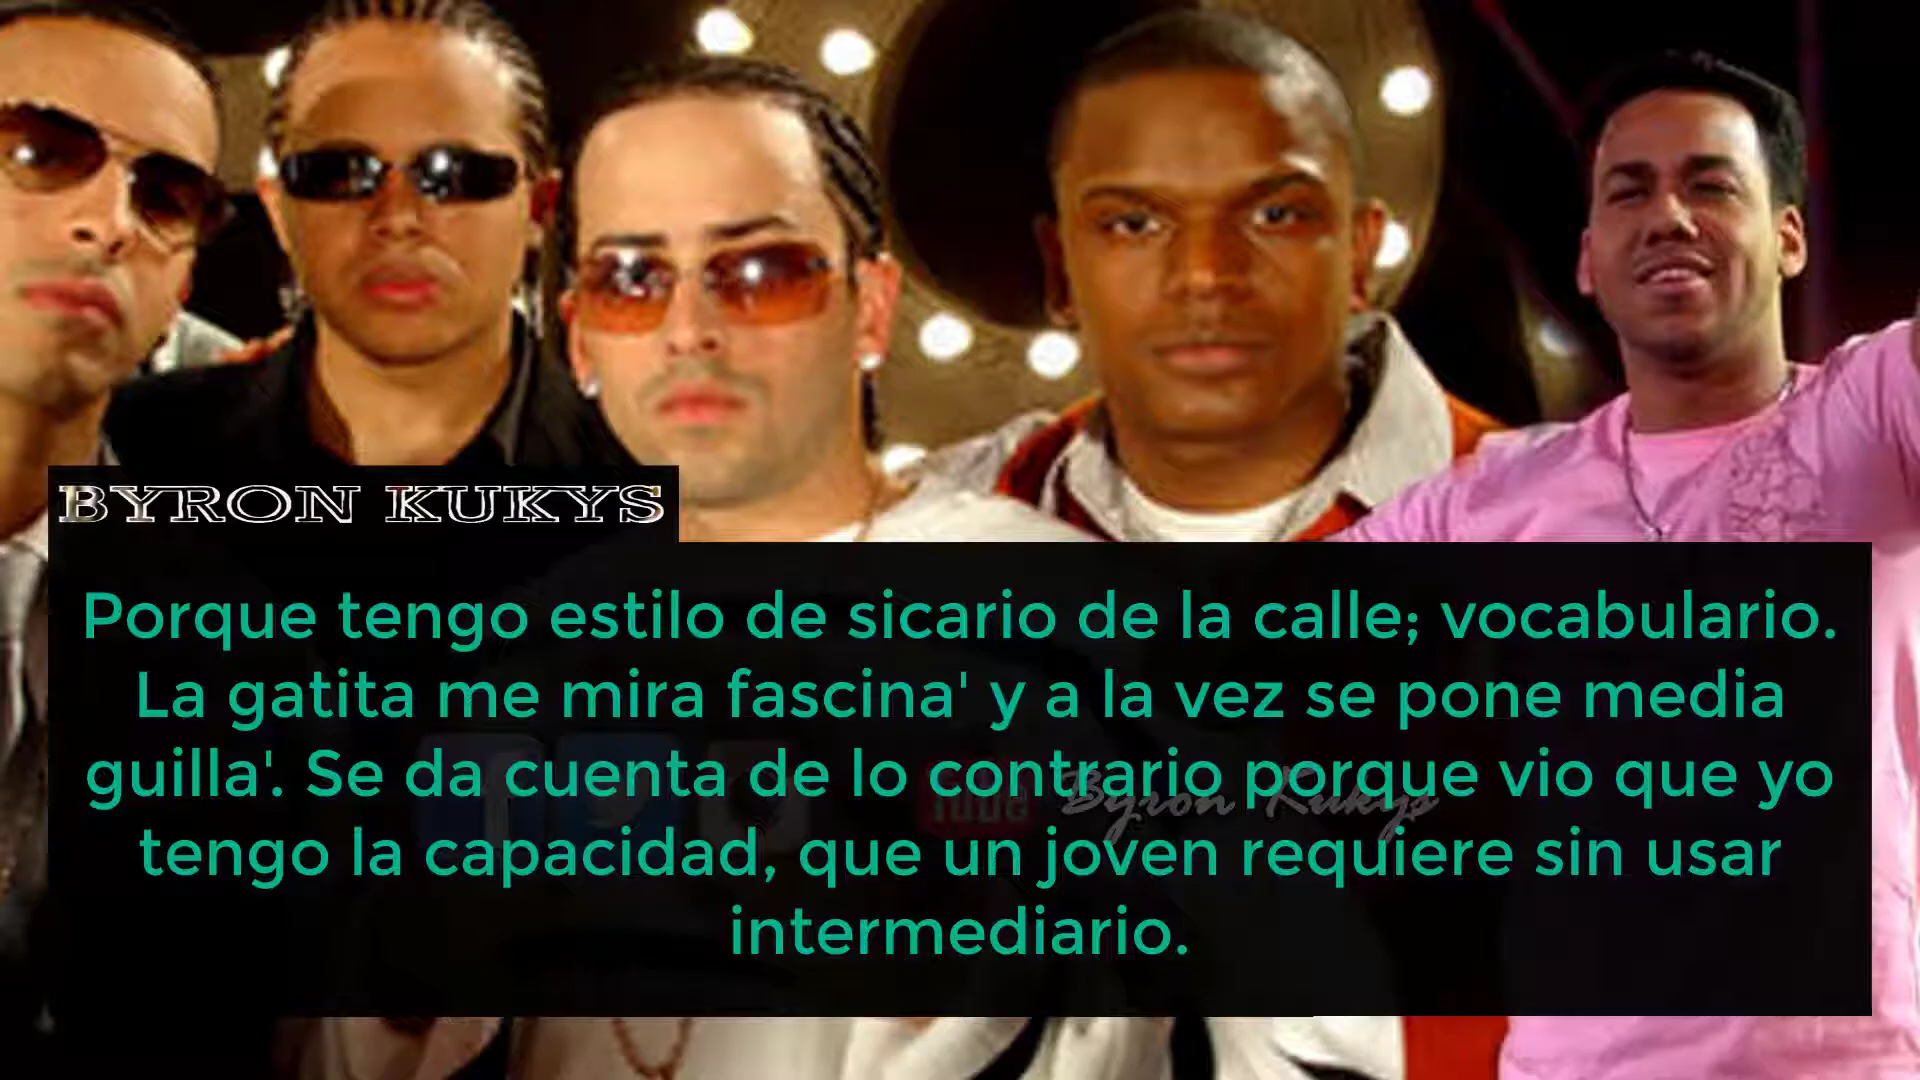 BYRON KUKYS
Porque tengo estilo de sicario de la calle; vocabulario.
La gatita me mira fascina' y a la vez se pone media
guilla'. Se da cuenta de lo contrario porque vio que yo
tengo la capacidad, que un joven requiere sin usar
intermediario.
Tube Byron Kukys